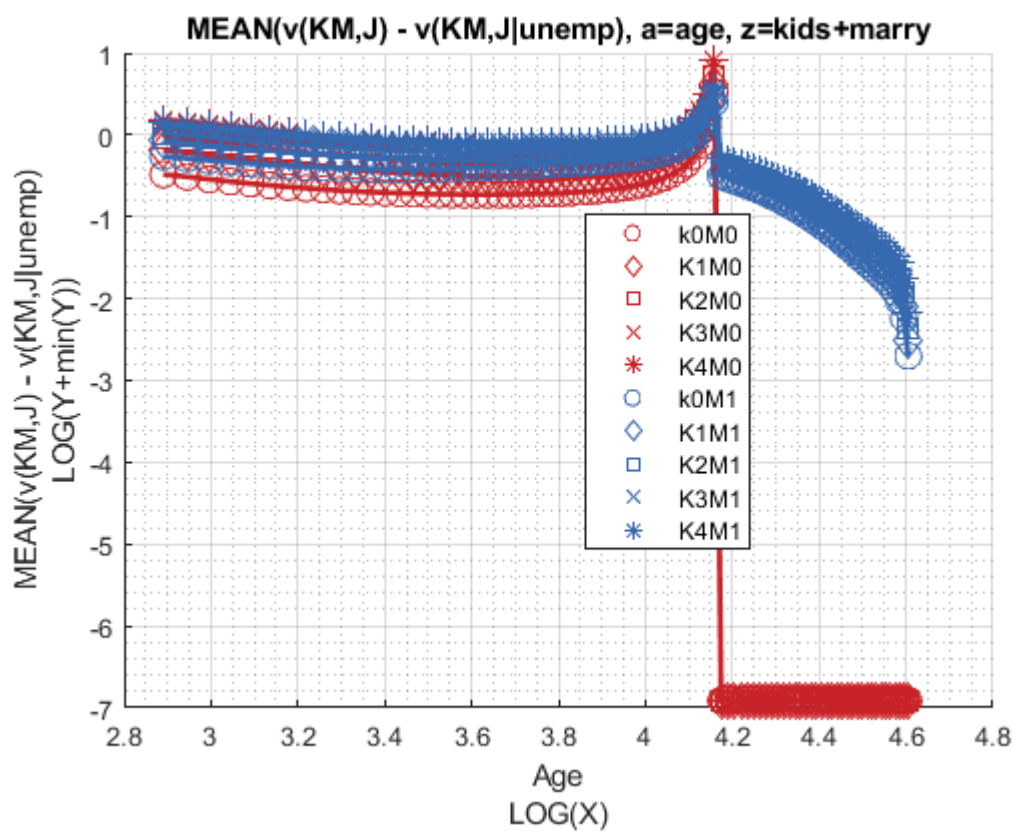 MEAN(v(KM,J) - v(KM,J|unemp), a=age, z=kids+marry
MEAN(v(KM,J) - v(KM,J|unemp)
LOG(Y+min(Y))
1
0
-1
-2
-3
-4
-5
-6
-7
k0M0
K1M0
K2M0
K3M0
K4M0
k0M1
K1M1
K2M1
K3M1
K4M1
2.8 3 3.2 3.4 3.6 3.8 4 4.2 4.4 4.6 4.8
Age
LOG(X)